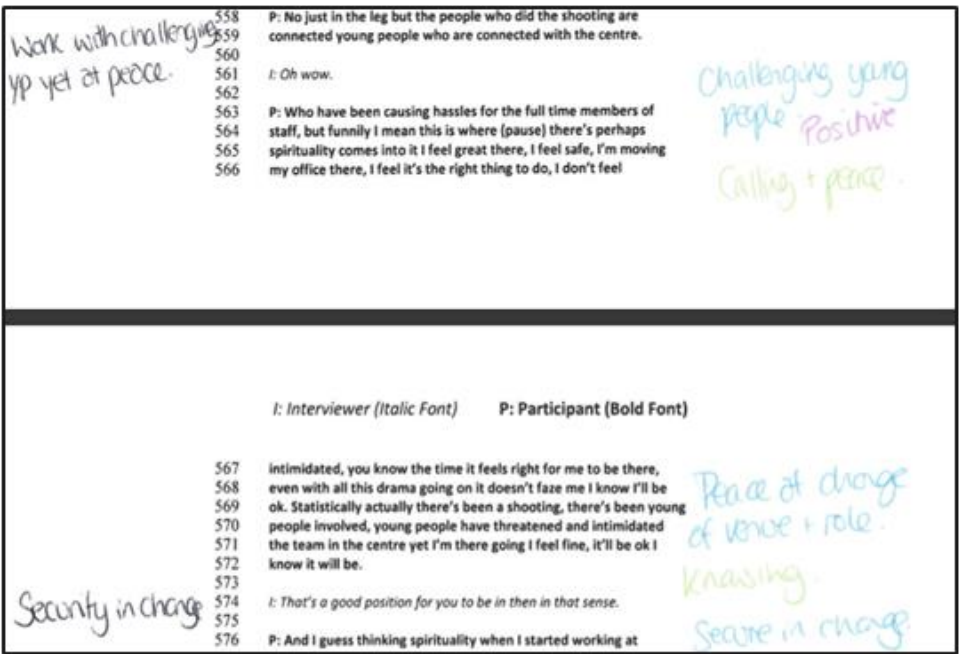 Work with challenging
yp yet at peace.
558 P: No just in the leg but the people who did the shooting are
559 connected young people who are connected with the centre.
560
561 I: Oh wow.
562
563 P: Who have been causing hassles for the full time members of
564 staff, but funnily I mean this is where (pause) there's perhaps
565 spirituality comes into it I feel great there, I feel safe, I'm moving
566 my office there, I feel it's the right thing to do, I don't feel
Challenging young
people Positive
Calling + peace.
I: Interviewer (Italic Font) P: Participant (Bold Font)
567 intimidated, you know the time it feels right for me to be there,
568 even with all this drama going on it doesn't faze me I know I'll be
569 ok. Statistically actually there's been a shooting, there's been young
570 people involved, young people have threatened and intimidated
571 the team in the centre yet I'm there going I feel fine, it'll be ok I
572 know it will be.
573
574 I: That's a good position for you to be in then in that sense.
575
576 P: And I guess thinking spirituality when I started working at
Security in change
Peace at change
of venue + role.
Knowing.
Secure in change.